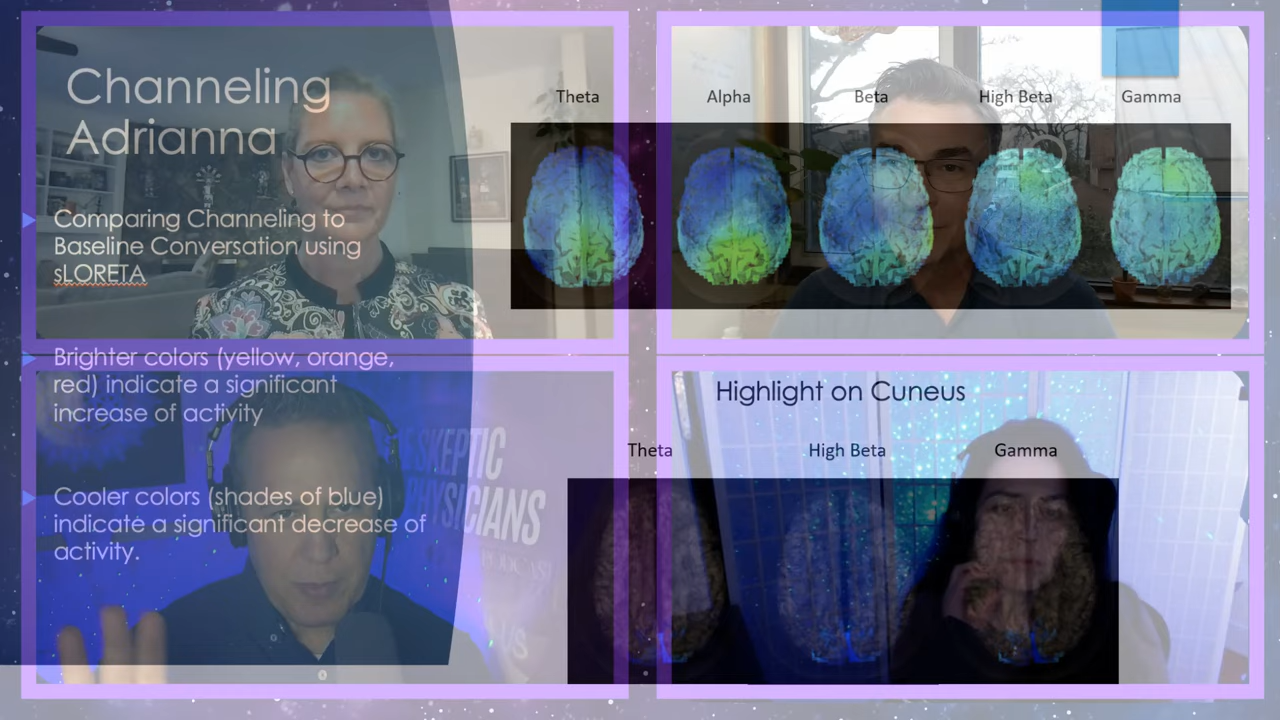 Channeling
Adrianna
Comparing Channeling to
Baseline Conversation using
sLORETA
Brighter colors (yellow, orange,
red) indicate a significant
increase of activity
Cooler colors (shades of blue)
indicate a significant decrease of
activity.
Theta
Alpha
Beta
High Beta
Gamma
Highlight on Cuneus
Theta
High Beta
Gamma
SKEPTIC
PHYSICIANS
US